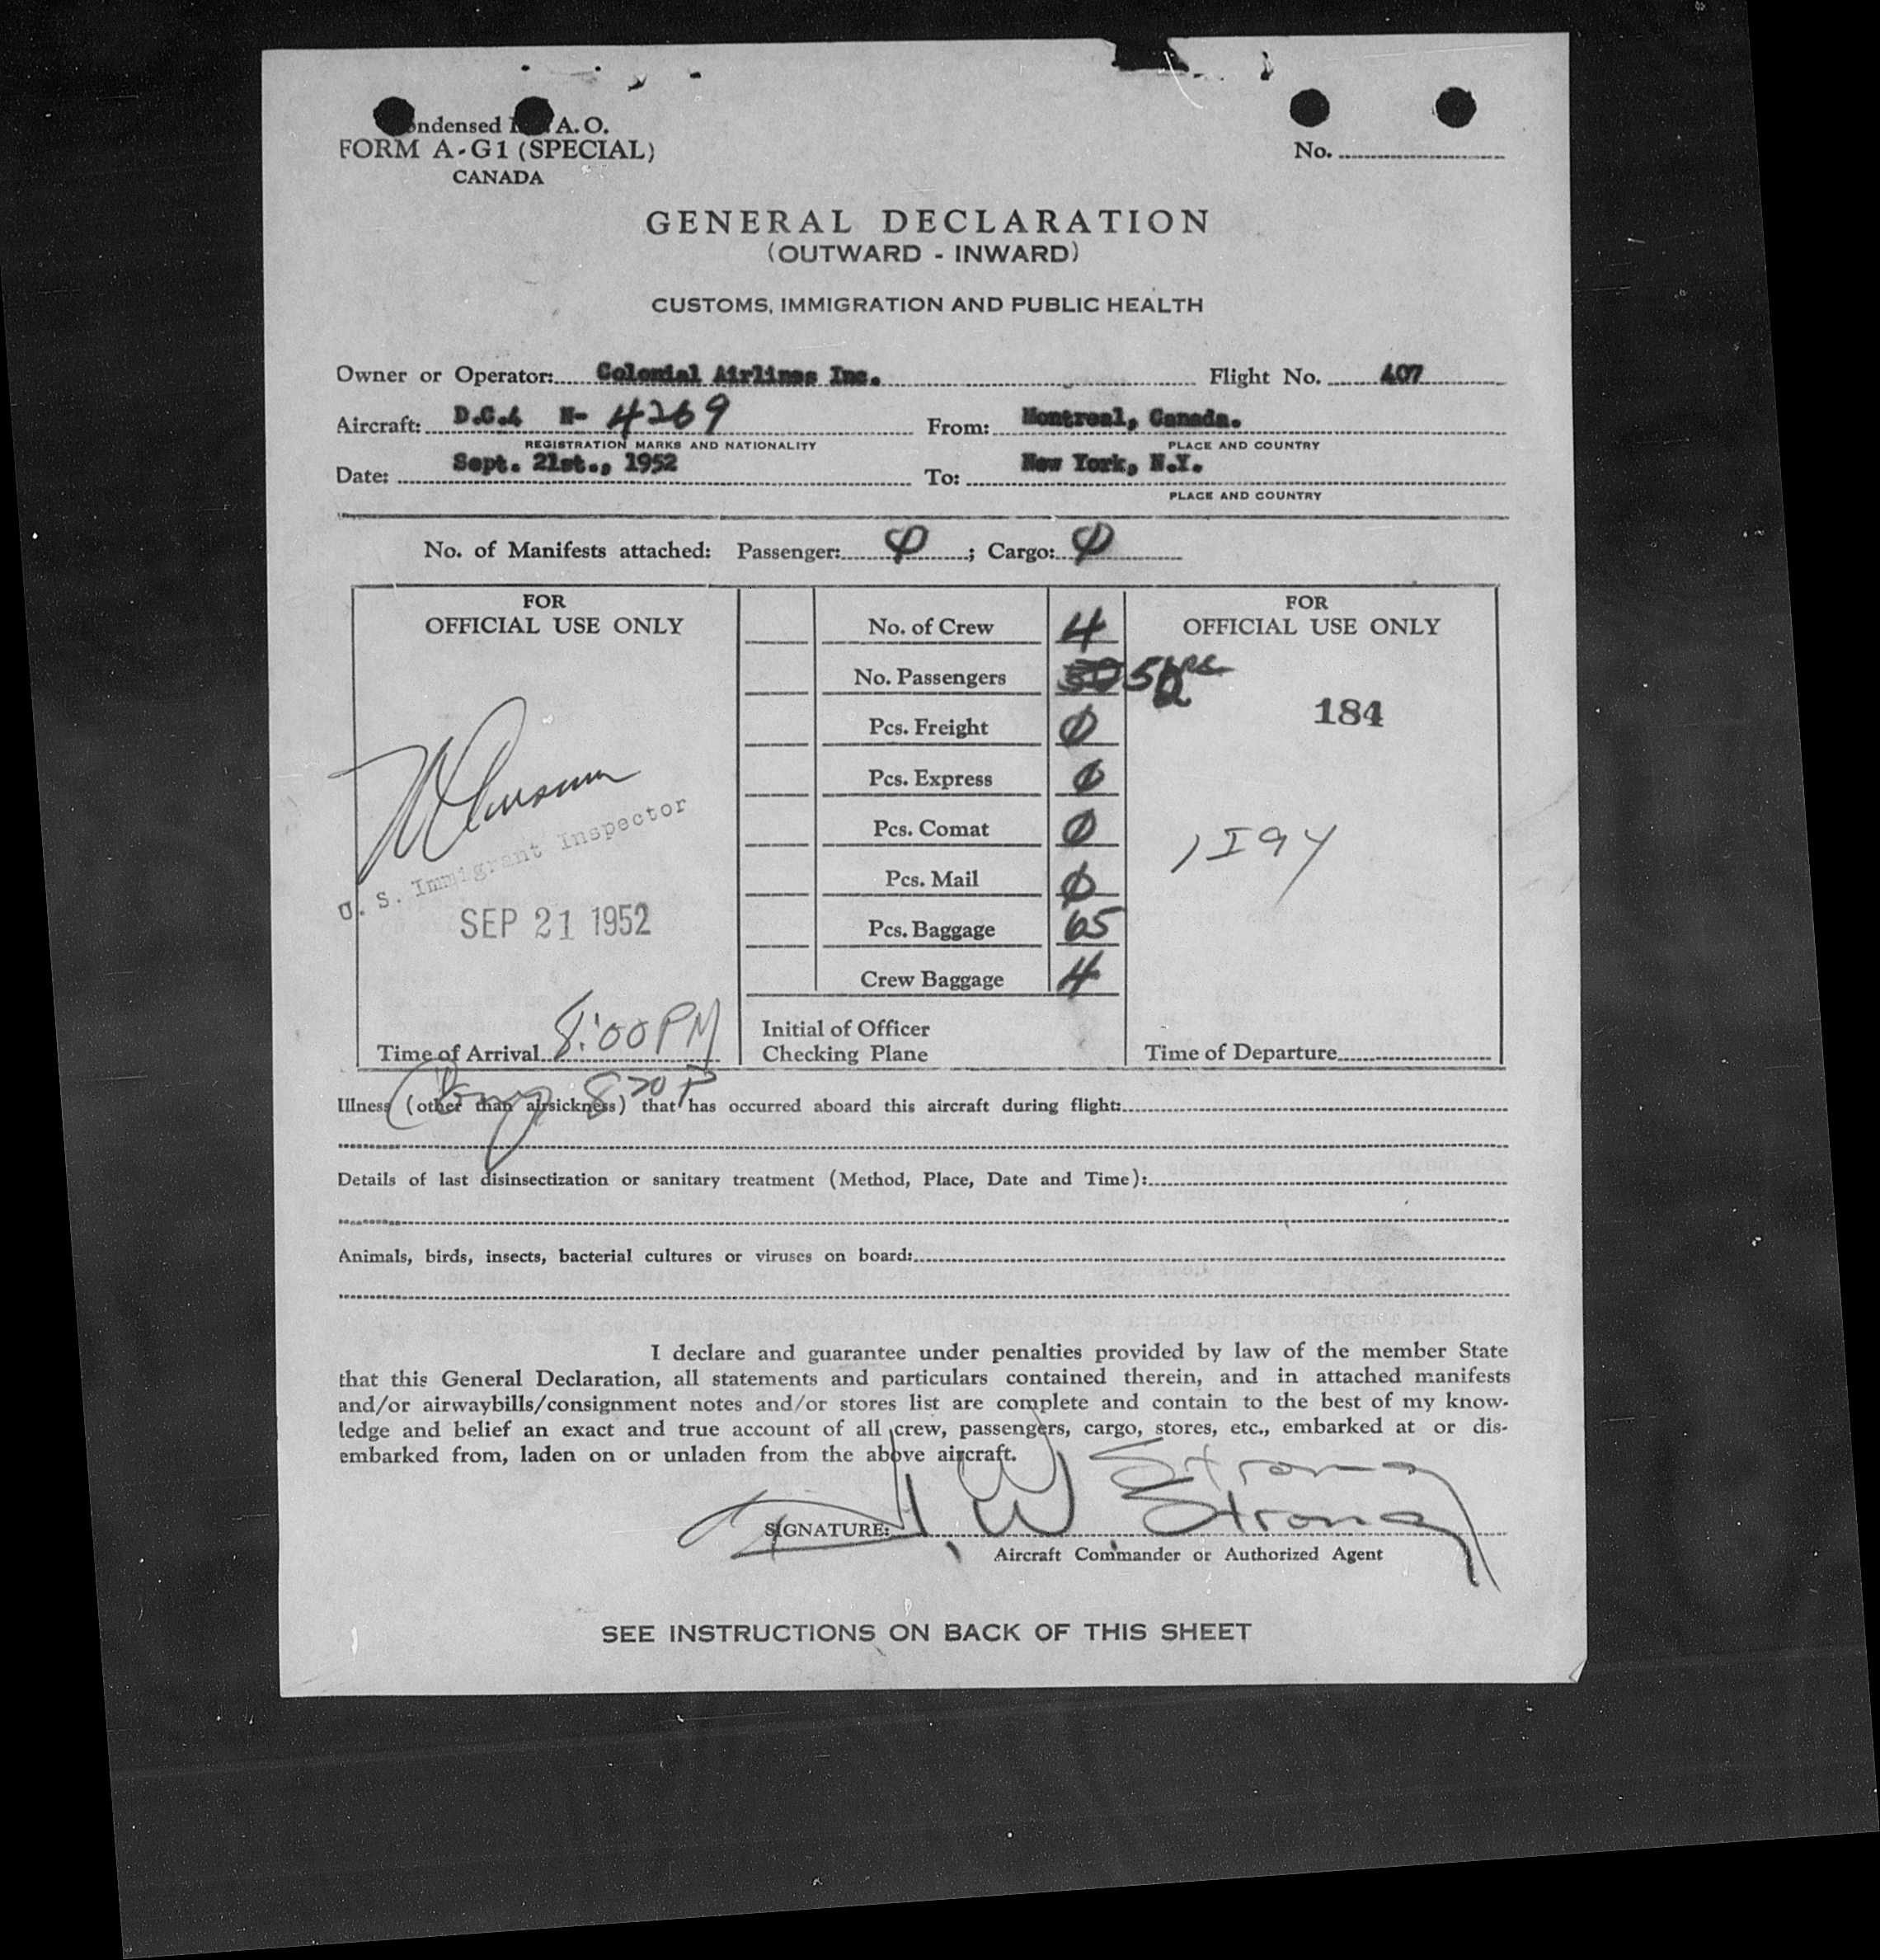 ondensed I A. O.
FORM A-G1 (SPECIAL)
CANADA
No.
GENERAL DECLARATION
(OUTWARD - INWARD)
CUSTOMS, IMMIGRATION AND PUBLIC HEALTH
Owner or Operator: Colonial Airlines Inc. Flight No. 407
Aircraft: D.C.4 N- 4269 From: Montreal, Canada.
REGISTRATION MARKS AND NATIONALITY PLACE AND COUNTRY
Date: Sept. 21st., 1952 To: New York, N.Y.
PLACE AND COUNTRY
No. of Manifests attached: Passenger: Ø ; Cargo: Ø
FOR
OFFICIAL USE ONLY
U. S. Immigrant Inspector
SEP 21 1952
Time of Arrival 8:00 PM
No. of Crew 4
No. Passengers
Pcs. Freight Ø
Pcs. Express Ø
Pcs. Comat Ø
Pcs. Mail Ø
Pcs. Baggage 65
Crew Baggage 4
Initial of Officer
Checking Plane
FOR
OFFICIAL USE ONLY
184
Time of Departure
8 20 P
Illness (other than airsickness) that has occurred aboard this aircraft during flight:
Details of last disinsectization or sanitary treatment (Method, Place, Date and Time):
Animals, birds, insects, bacterial cultures or viruses on board:
I declare and guarantee under penalties provided by law of the member State
that this General Declaration, all statements and particulars contained therein, and in attached manifests
and/or airwaybills/consignment notes and/or stores list are complete and contain to the best of my know-
ledge and belief an exact and true account of all crew, passengers, cargo, stores, etc., embarked at or dis-
embarked from, laden on or unladen from the above aircraft.
SIGNATURE: W Strong
Aircraft Commander or Authorized Agent
SEE INSTRUCTIONS ON BACK OF THIS SHEET